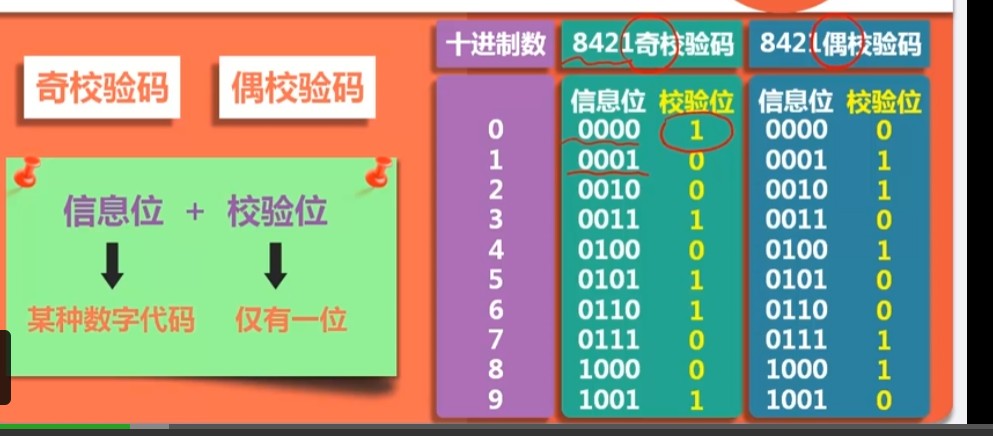 奇校验码 偶校验码
信息位 + 校验位
某种数字代码 仅有一位
十进制数 8421奇校验码 8421偶校验码
信息位 校验位 信息位 校验位
0 0000 1 0000 0
1 0001 0 0001 1
2 0010 0 0010 1
3 0011 1 0011 0
4 0100 0 0100 1
5 0101 1 0101 0
6 0110 1 0110 0
7 0111 0 0111 1
8 1000 0 1000 1
9 1001 1 1001 0